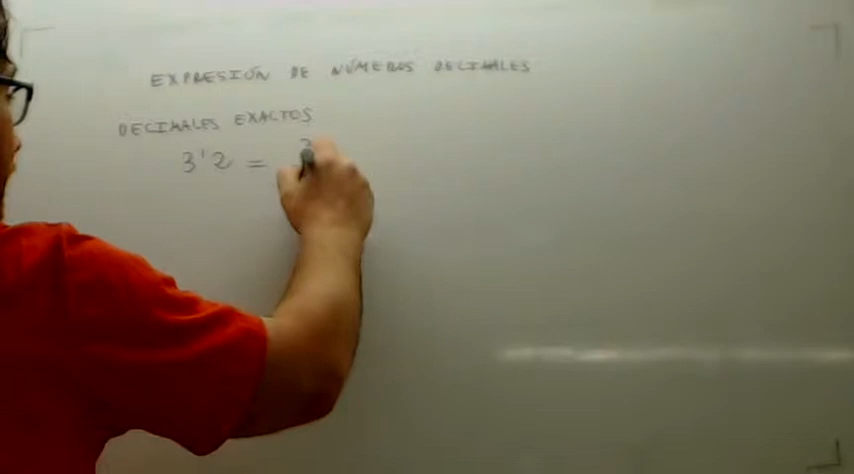 EXPRESIÓN DE NÚMEROS DECIMALES
DECIMALES EXACTOS
3'2 =